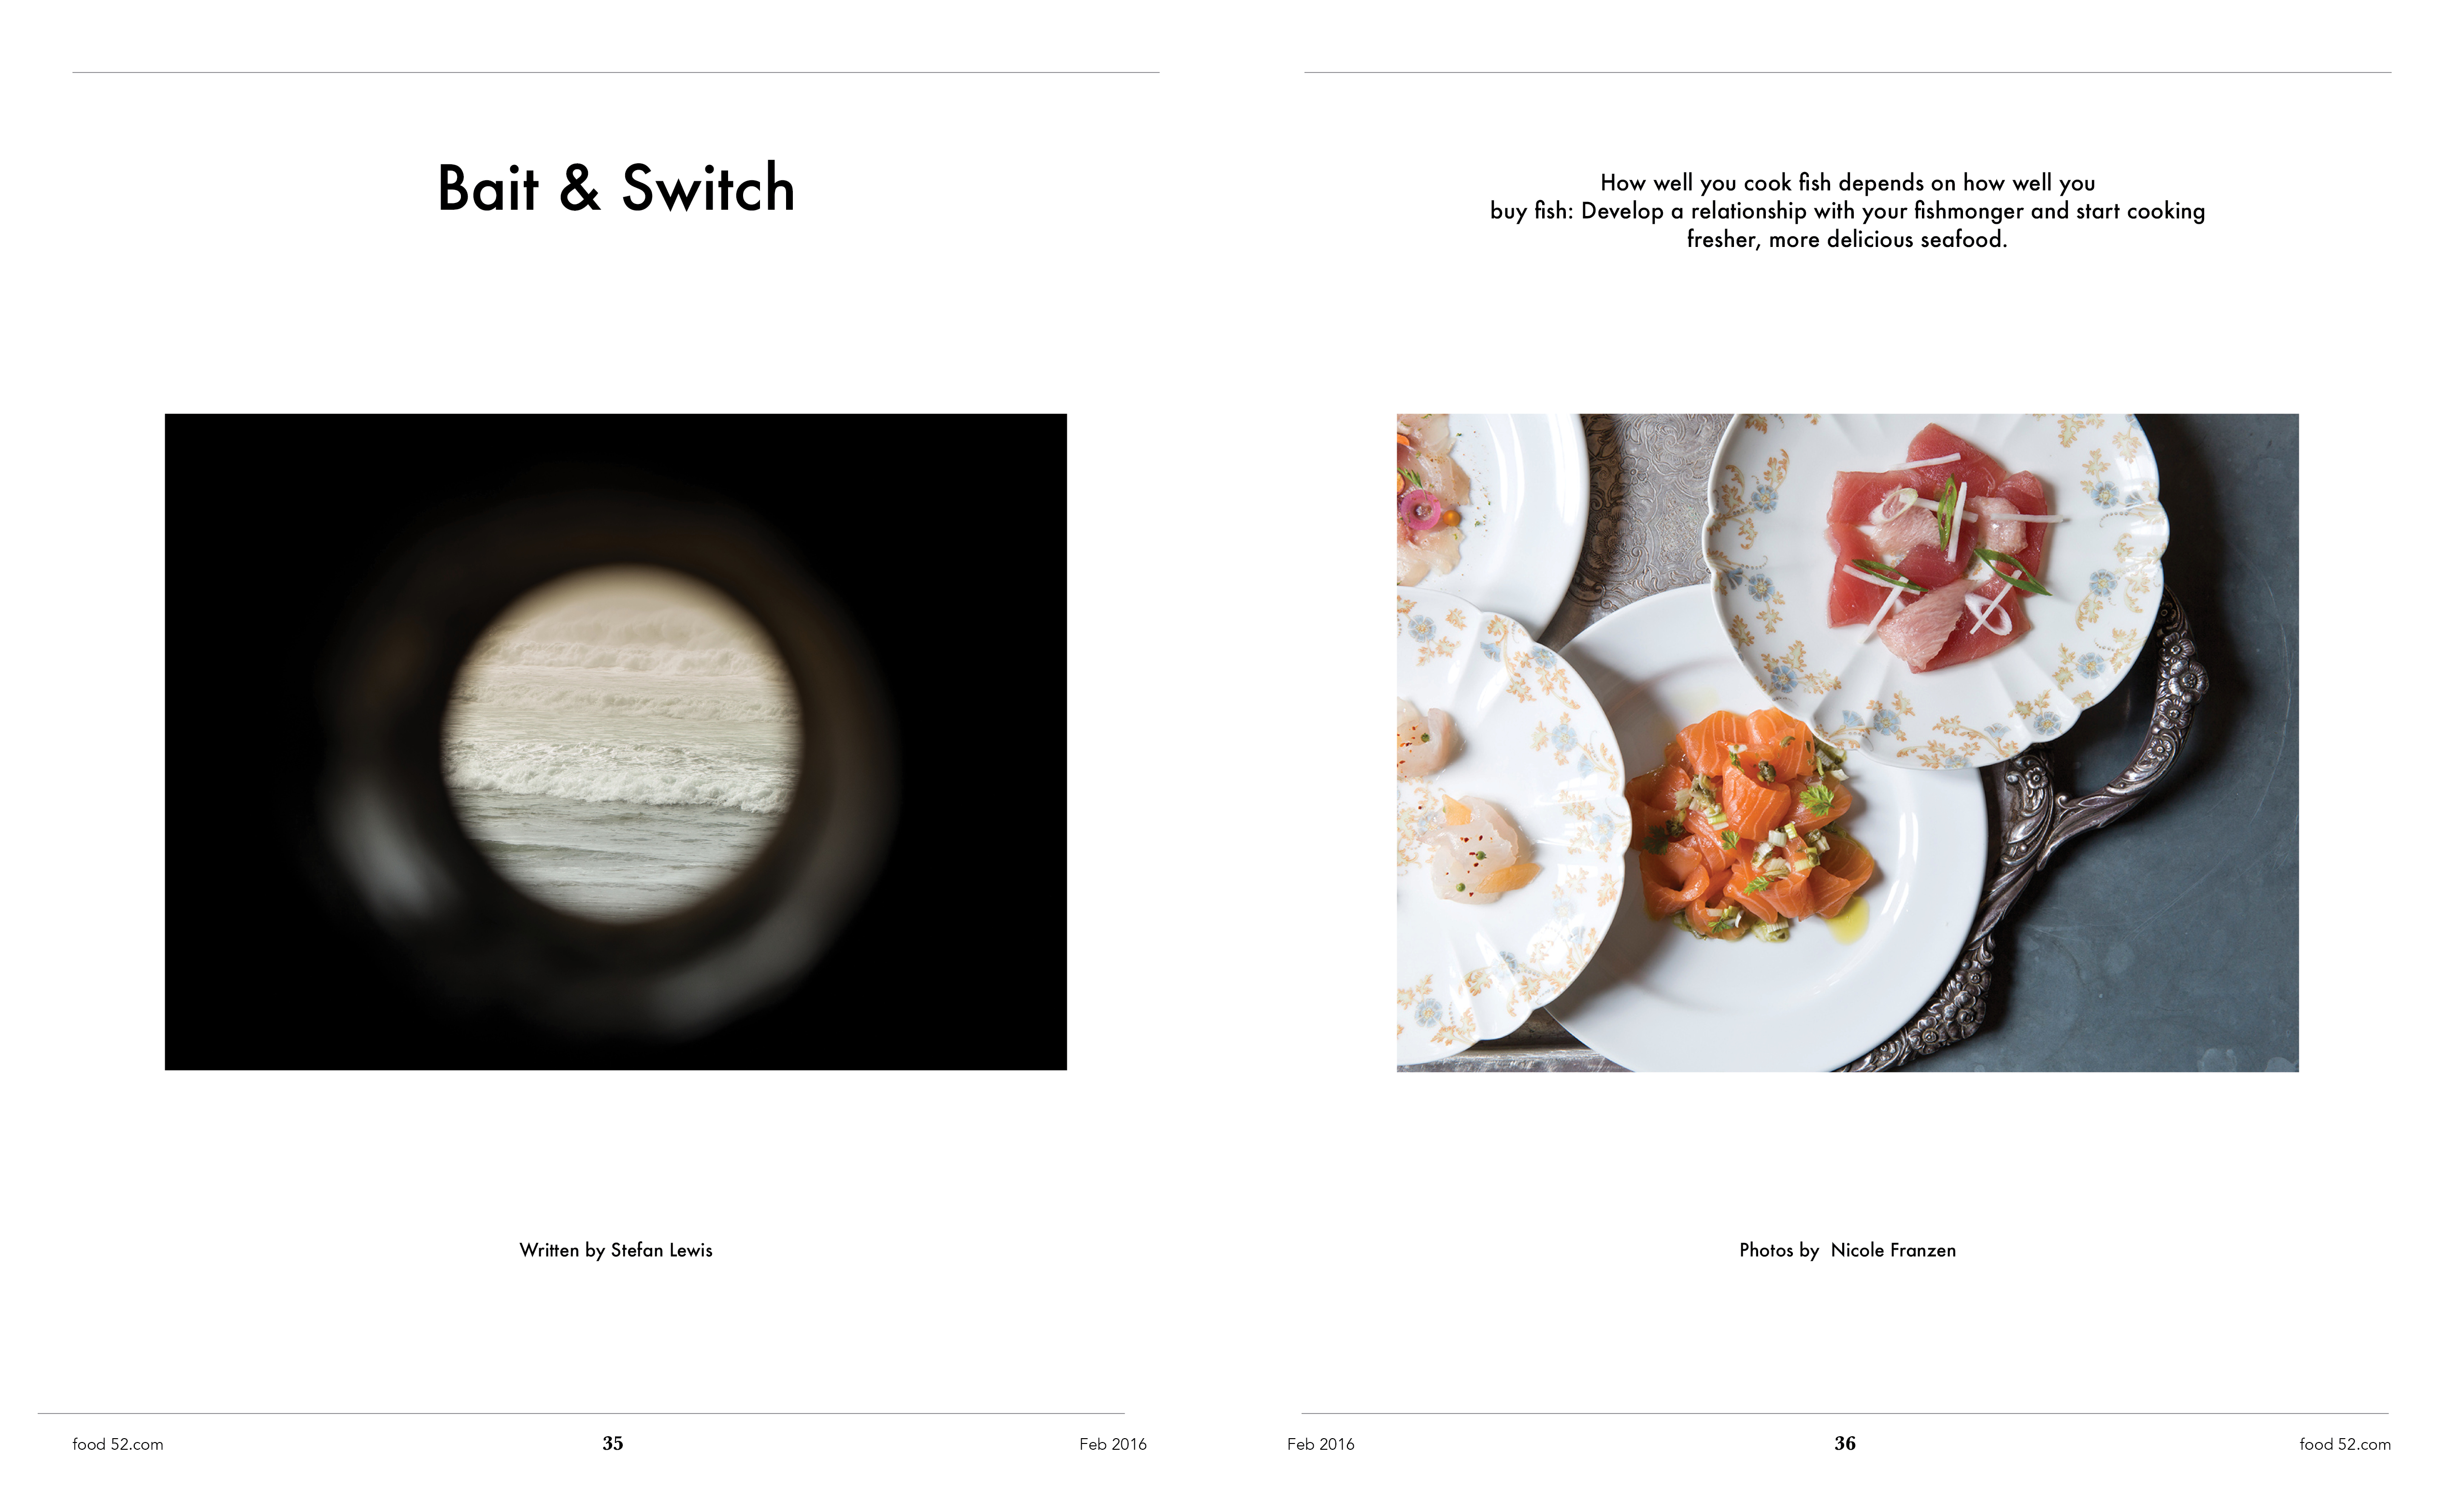 Bait & Switch
Written by Stefan Lewis
food 52.com
35
Feb 2016
How well you cook fish depends on how well you
buy fish: Develop a relationship with your fishmonger and start cooking
fresher, more delicious seafood.
Photos by  Nicole Franzen
Feb 2016
36
food 52.com